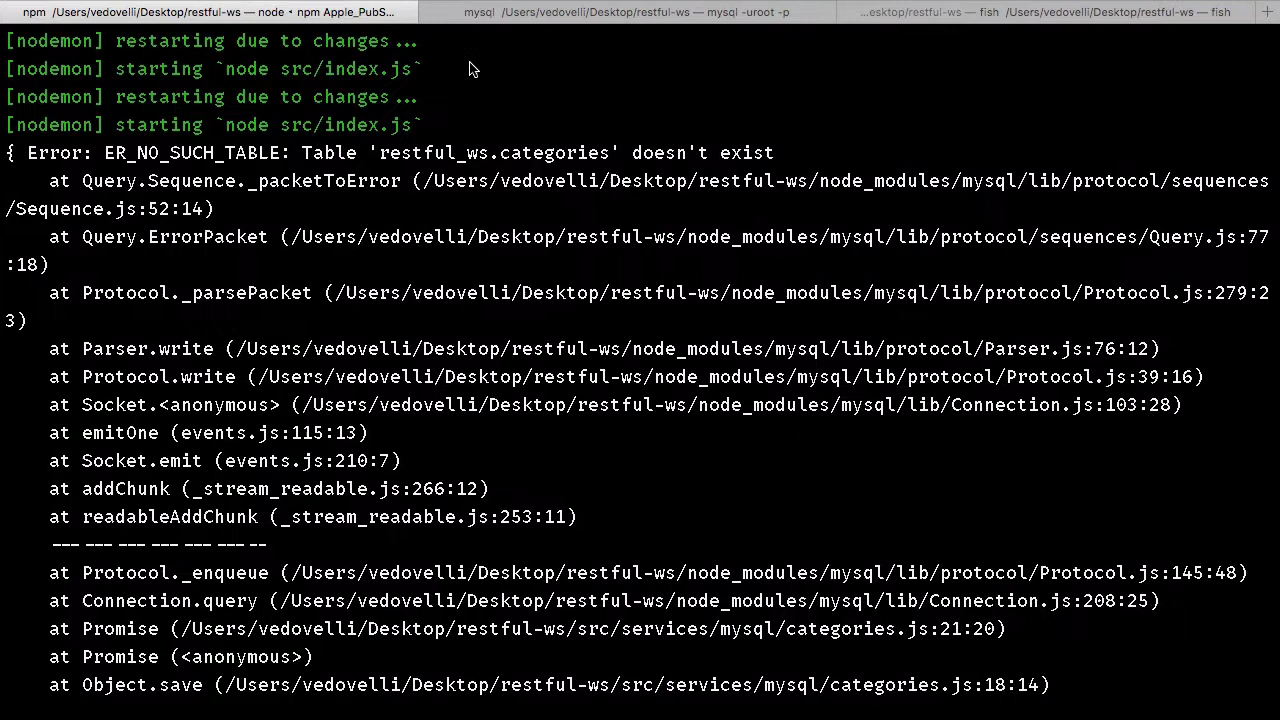 npm  /Users/vedovelli/Desktop/restful-ws — node • npm Apple_PubS...
mysql  /Users/vedovelli/Desktop/restful-ws — mysql -uroot -p
...esktop/restful-ws — fish  /Users/vedovelli/Desktop/restful-ws — fish
[nodemon] restarting due to changes...
[nodemon] starting `node src/index.js`
[nodemon] restarting due to changes...
[nodemon] starting `node src/index.js`
{ Error: ER_NO_SUCH_TABLE: Table 'restful_ws.categories' doesn't exist
    at Query.Sequence._packetToError (/Users/vedovelli/Desktop/restful-ws/node_modules/mysql/lib/protocol/sequences
/Sequence.js:52:14)
    at Query.ErrorPacket (/Users/vedovelli/Desktop/restful-ws/node_modules/mysql/lib/protocol/sequences/Query.js:77
:18)
    at Protocol._parsePacket (/Users/vedovelli/Desktop/restful-ws/node_modules/mysql/lib/protocol/Protocol.js:279:2
3)
    at Parser.write (/Users/vedovelli/Desktop/restful-ws/node_modules/mysql/lib/protocol/Parser.js:76:12)
    at Protocol.write (/Users/vedovelli/Desktop/restful-ws/node_modules/mysql/lib/protocol/Protocol.js:39:16)
    at Socket.<anonymous> (/Users/vedovelli/Desktop/restful-ws/node_modules/mysql/lib/Connection.js:103:28)
    at emitOne (events.js:115:13)
    at Socket.emit (events.js:210:7)
    at addChunk (_stream_readable.js:266:12)
    at readableAddChunk (_stream_readable.js:253:11)
    --------------------
    at Protocol._enqueue (/Users/vedovelli/Desktop/restful-ws/node_modules/mysql/lib/protocol/Protocol.js:145:48)
    at Connection.query (/Users/vedovelli/Desktop/restful-ws/node_modules/mysql/lib/Connection.js:208:25)
    at Promise (/Users/vedovelli/Desktop/restful-ws/src/services/mysql/categories.js:21:20)
    at Promise (<anonymous>)
    at Object.save (/Users/vedovelli/Desktop/restful-ws/src/services/mysql/categories.js:18:14)